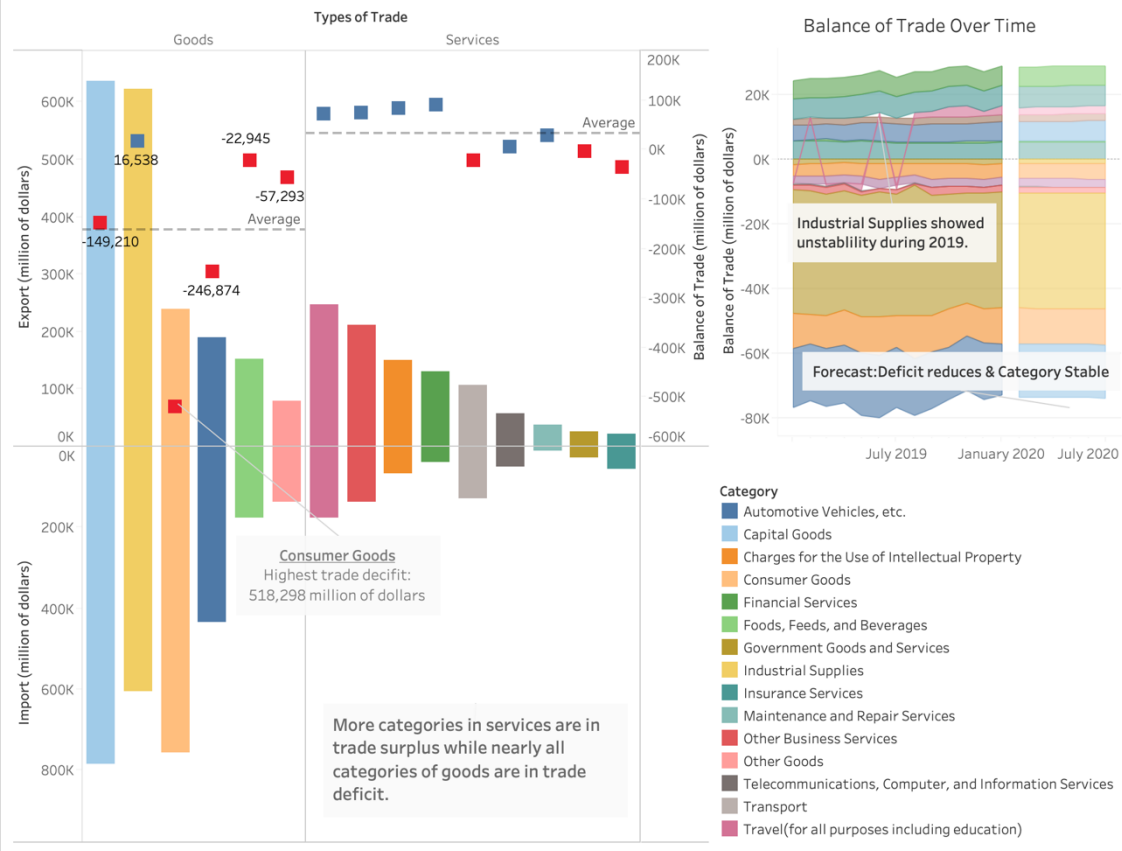 Types of Trade
Goods
Services
Export (million of dollars)
600K
500K
400K
300K
200K
100K
0K
-149,210
16,538
-22,945
-57,293
-246,874
Average
Average
200K
100K
0K
-100K
-200K
-300K
-400K
-500K
-600K
Balance of Trade (million of dollars)
Import (million of dollars)
0K
200K
400K
600K
800K
Consumer Goods
Highest trade decifit:
518,298 million of dollars
More categories in services are in
trade surplus while nearly all
categories of goods are in trade
deficit.
Balance of Trade Over Time
Balance of Trade (million of dollars)
20K
0K
-20K
-40K
-60K
-80K
Industrial Supplies showed
unstablility during 2019.
Forecast:Deficit reduces & Category Stable
July 2019
January 2020
July 2020
Category
Automotive Vehicles, etc.
Capital Goods
Charges for the Use of Intellectual Property
Consumer Goods
Financial Services
Foods, Feeds, and Beverages
Government Goods and Services
Industrial Supplies
Insurance Services
Maintenance and Repair Services
Other Business Services
Other Goods
Telecommunications, Computer, and Information Services
Transport
Travel(for all purposes including education)